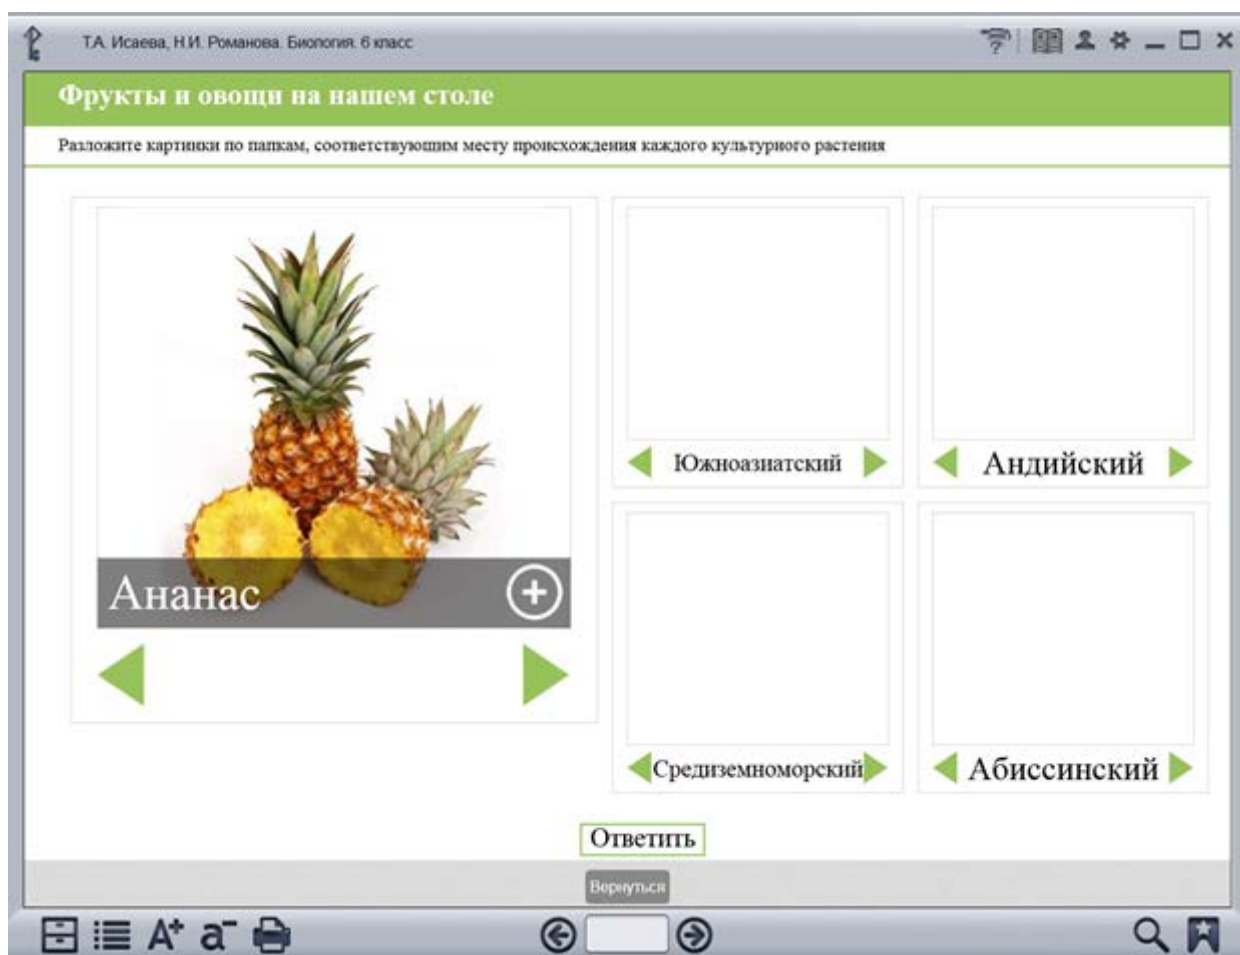 Т.А. Исаева, Н.И. Романова. Биология. 6 класс
Фрукты и овощи на нашем столе
Разложите картинки по папкам, соответствующим месту происхождения каждого культурного растения
Ананас
Южноазиатский
Андийский
Средиземноморский
Абиссинский
Ответить
Вернуться
A+ a-